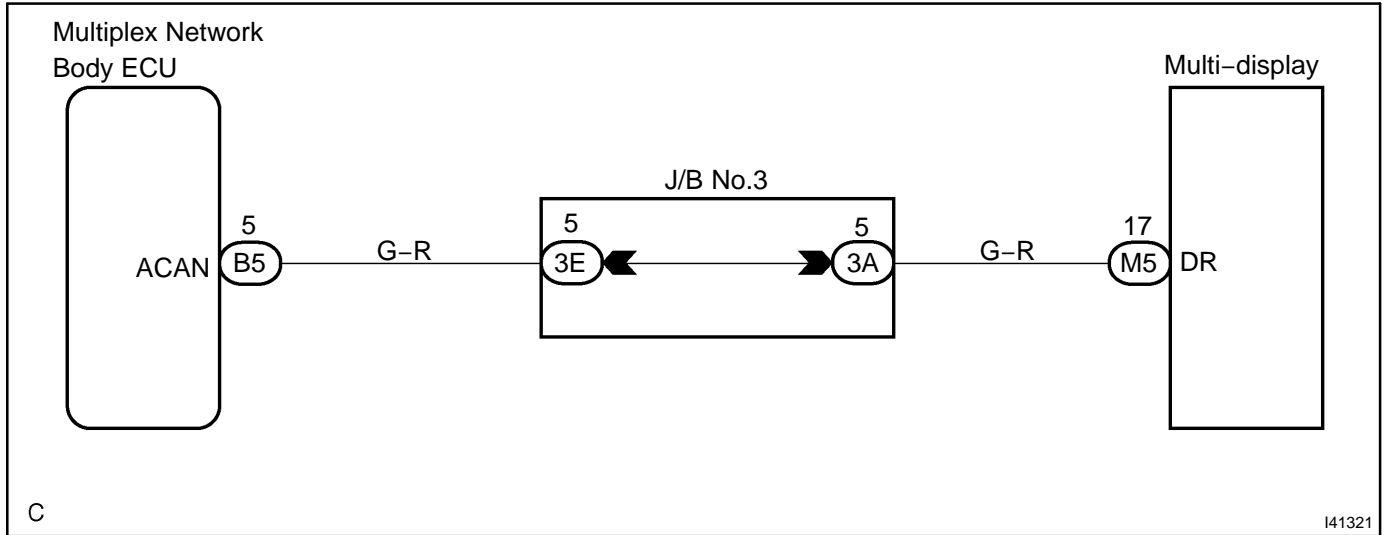 Multiplex Network
Body ECU
Multi−display
J/B No.3
5
5
5
17
ACAN
B5
G−R
3E
3A
G−R
M5
DR
C
I41321